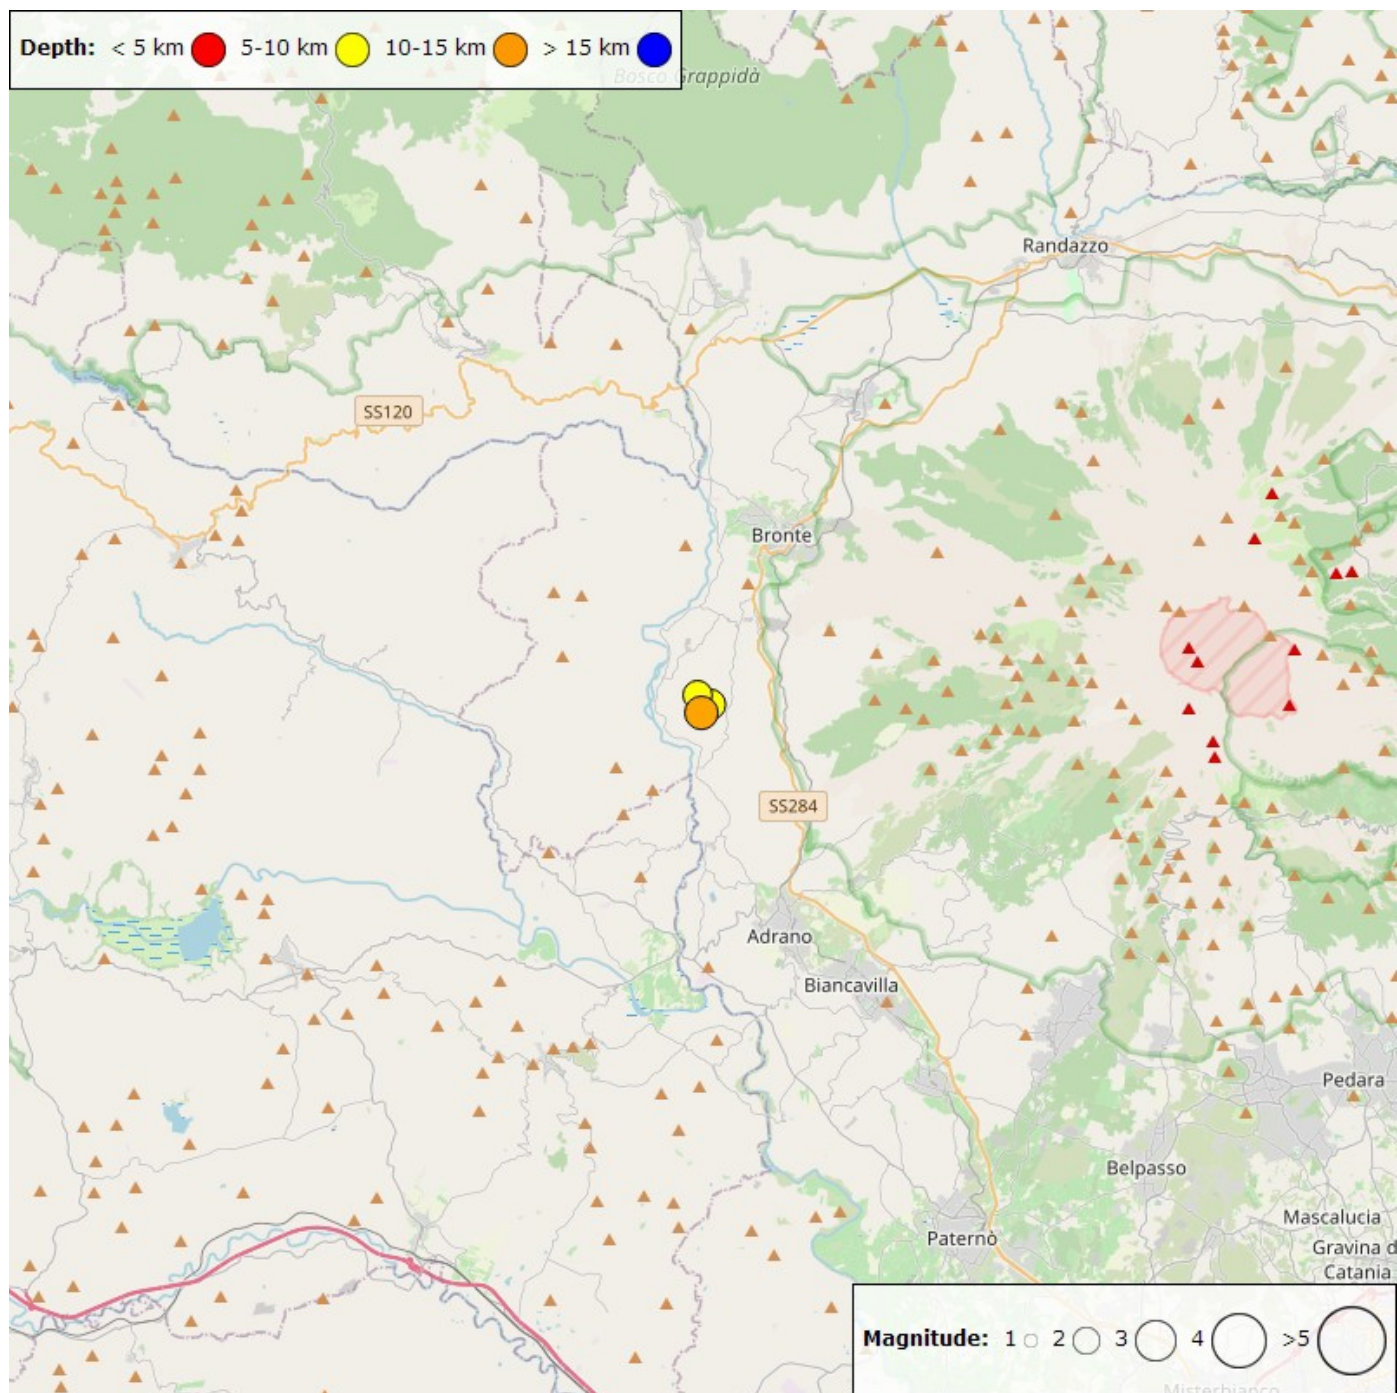 Depth: < 5 km 5-10 km 10-15 km > 15 km
Bosco Grappidà
Randazzo
SS120
Bronte
SS284
Adrano
Biancavilla
Pedara
Belpasso
Mascalucia
Paternò
Gravina d
Catania
Magnitude: 1 2 3 4 >5
Misterbianco